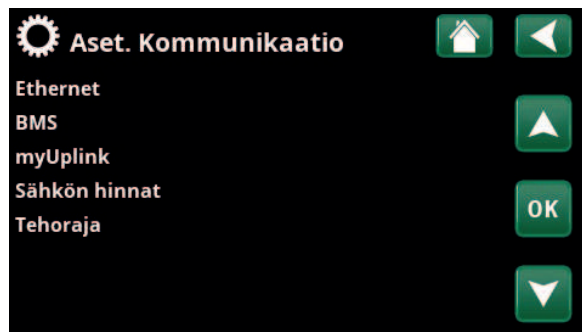 Aset. Kommunikaatio
Ethernet
BMS
myUplink
Sähkön hinnat
Tehoraja
OK